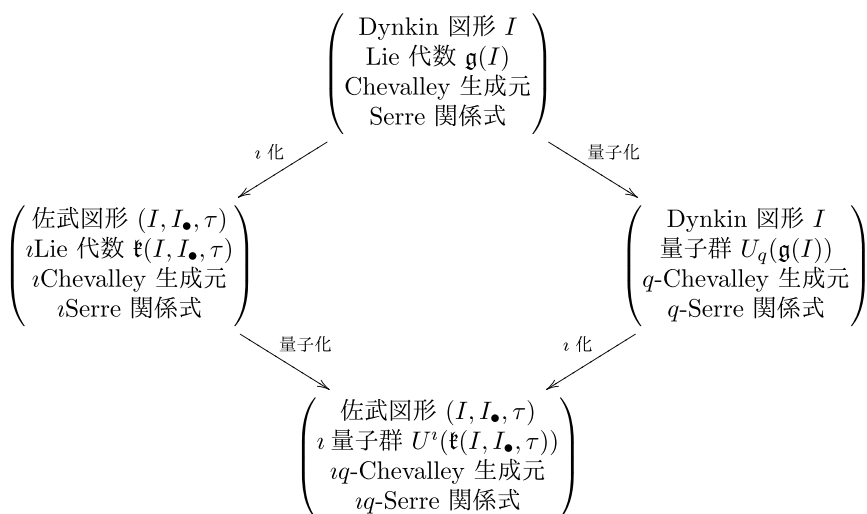 Dynkin 図形 I
Lie 代数 𝔤(I)
Chevalley 生成元
Serre 関係式
ı 化
量子化
佐武図形 (I, I●, τ)
ıLie 代数 𝔨(I, I●, τ)
ıChevalley 生成元
ıSerre 関係式
Dynkin 図形 I
量子群 U_q(𝔤(I))
q-Chevalley 生成元
q-Serre 関係式
量子化
ı 化
佐武図形 (I, I●, τ)
ı 量子群 U^ı(𝔨(I, I●, τ))
ıq-Chevalley 生成元
ıq-Serre 関係式